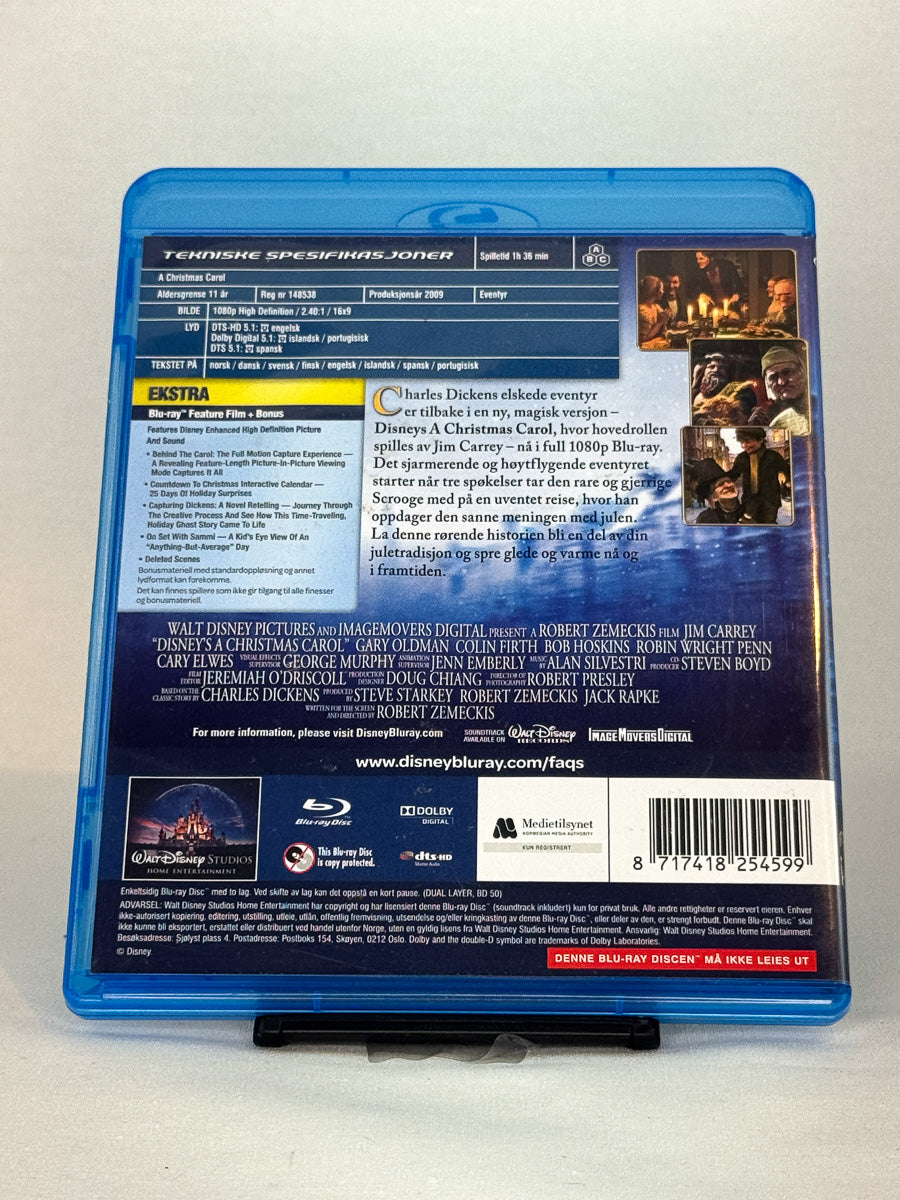 TEKNISKE SPESIFIKASJONER
Spilletid 1h 36 min
A
B C
A Christmas Carol
Aldersgrense 11 år
Reg nr 148538
Produksjonsår 2009
Eventyr
BILDE
1080p High Definition / 2.40:1 / 16x9
LYD
DTS-HD 5.1: engelsk
Dolby Digital 5.1: islandsk / portugisisk
DTS 5.1: spansk
TEKSTET PÅ
norsk / dansk / svensk / finsk / engelsk / islandsk / spansk / portugisisk
EKSTRA
Blu-ray™ Feature Film + Bonus
Features Disney Enhanced High Definition Picture
And Sound
• Behind The Carol: The Full Motion Capture Experience —
A Revealing Feature-Length Picture-In-Picture Viewing
Mode Captures It All
• Countdown To Christmas Interactive Calendar —
25 Days Of Holiday Surprises
• Capturing Dickens: A Novel Retelling — Journey Through
The Creative Process And See How This Time-Traveling,
Holiday Ghost Story Came To Life
• On Set With Sammi — A Kid's Eye View Of An
"Anything-But-Average" Day
• Deleted Scenes
Bonusmateriell med standardoppløsning og annet
lydformat kan forekomme.
Det kan finnes spillere som ikke gir tilgang til alle finesser
og bonusmateriell.
Charles Dickens elskede eventyr
er tilbake i en ny, magisk versjon –
Disneys A Christmas Carol, hvor hovedrollen
spilles av Jim Carrey – nå i full 1080p Blu-ray.
Det sjarmerende og høytflygende eventyret
starter når tre spøkelser tar den rare og gjerrige
Scrooge med på en uventet reise, hvor han
oppdager den sanne meningen med julen.
La denne rørende historien bli en del av din
juletradisjon og spre glede og varme nå og
i framtiden.
WALT DISNEY PICTURES AND IMAGEMOVERS DIGITAL PRESENT A ROBERT ZEMECKIS FILM JIM CARREY
"DISNEY'S A CHRISTMAS CAROL" GARY OLDMAN COLIN FIRTH BOB HOSKINS ROBIN WRIGHT PENN
CARY ELWES VISUAL EFFECTS SUPERVISOR GEORGE MURPHY ANIMATION SUPERVISOR JENN EMBERLY MUSIC BY ALAN SILVESTRI CO-PRODUCER STEVEN BOYD
FILM EDITOR JEREMIAH O'DRISCOLL PRODUCTION DESIGNER DOUG CHIANG DIRECTOR OF PHOTOGRAPHY ROBERT PRESLEY
BASED ON THE CLASSIC STORY BY CHARLES DICKENS PRODUCED BY STEVE STARKEY ROBERT ZEMECKIS JACK RAPKE
WRITTEN FOR THE SCREEN AND DIRECTED BY ROBERT ZEMECKIS
For more information, please visit DisneyBluray.com
SOUNDTRACK AVAILABLE ON WALT DISNEY RECORDS
IMAGEMOVERS DIGITAL
www.disneybluray.com/faqs
WALT DISNEY STUDIOS
HOME ENTERTAINMENT
Blu-ray Disc™
This Blu-ray Disc
is copy protected.
DOLBY
DIGITAL
dts-HD
Master Audio
Medietilsynet
NORWEGIAN MEDIA AUTHORITY
KUN REGISTRERT
8 717418 254599
Enkeltsidig Blu-ray Disc™ med to lag. Ved skifte av lag kan det oppstå en kort pause. (DUAL LAYER, BD 50)
ADVARSEL: Walt Disney Studios Home Entertainment har copyright og har lisensiert denne Blu-ray Disc™ (soundtrack inkludert) kun for privat bruk. Alle andre rettigheter er reservert eieren. Enhver
ikke-autorisert kopiering, editering, utstilling, utleie, utlån, offentlig fremvisning, utsendelse og/eller kringkasting av denne Blu-ray Disc™, eller deler av den, er strengt forbudt. Denne Blu-ray Disc™ skal
ikke kunne bli eksportert, erstattet eller distribuert ved handel utenfor Norge, uten en gyldig lisens fra Walt Disney Studios Home Entertainment. Ansvarlig: Walt Disney Studios Home Entertainment.
Besøksadresse: Sjølyst plass 4. Postadresse: Postboks 154, Skøyen, 0212 Oslo. Dolby and the double-D symbol are trademarks of Dolby Laboratories.
© Disney.
DENNE BLU-RAY DISCEN™ MÅ IKKE LEIES UT